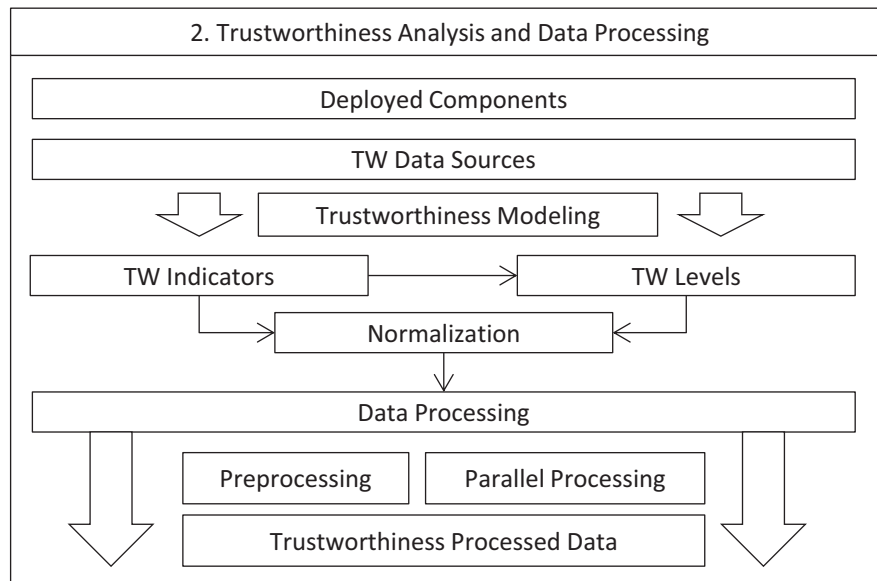 2. Trustworthiness Analysis and Data Processing
Deployed Components
TW Data Sources
Trustworthiness Modeling
TW Indicators
TW Levels
Normalization
Data Processing
Preprocessing
Parallel Processing
Trustworthiness Processed Data